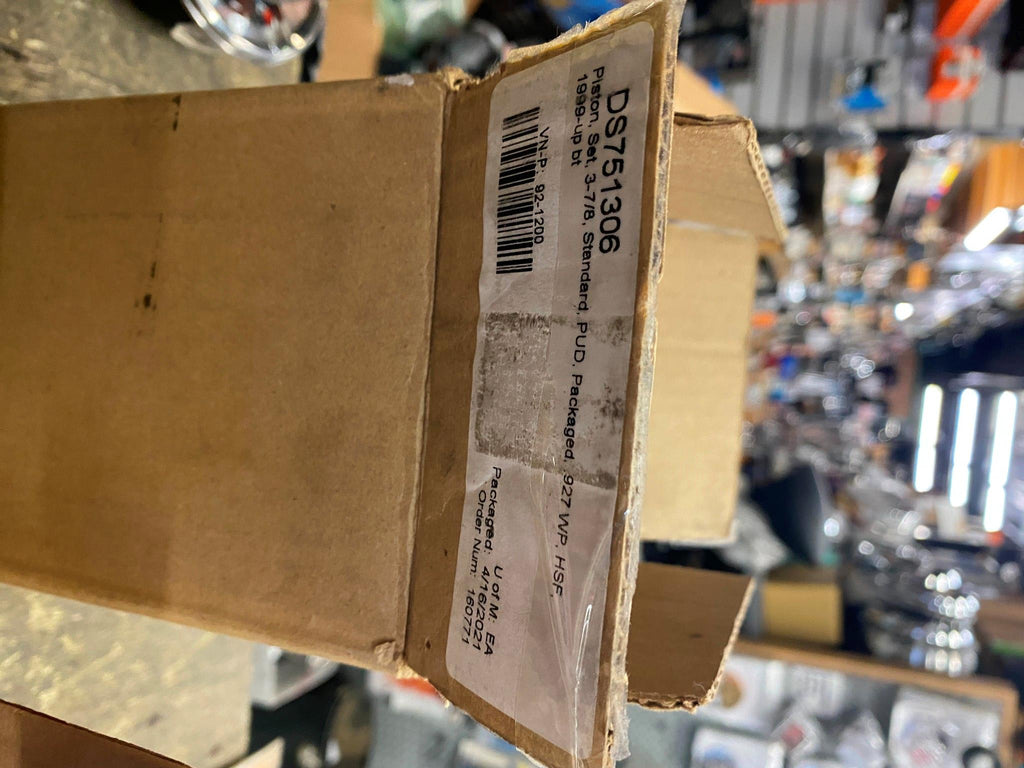 DS751306
Piston, Set, 3-7/8, Standard, PUD, Packaged, .927 WP, HSF,
1999-up bt
VN-P: 92-1200
U of M: EA
Packaged: 4/16/2021
Order Num: 160771